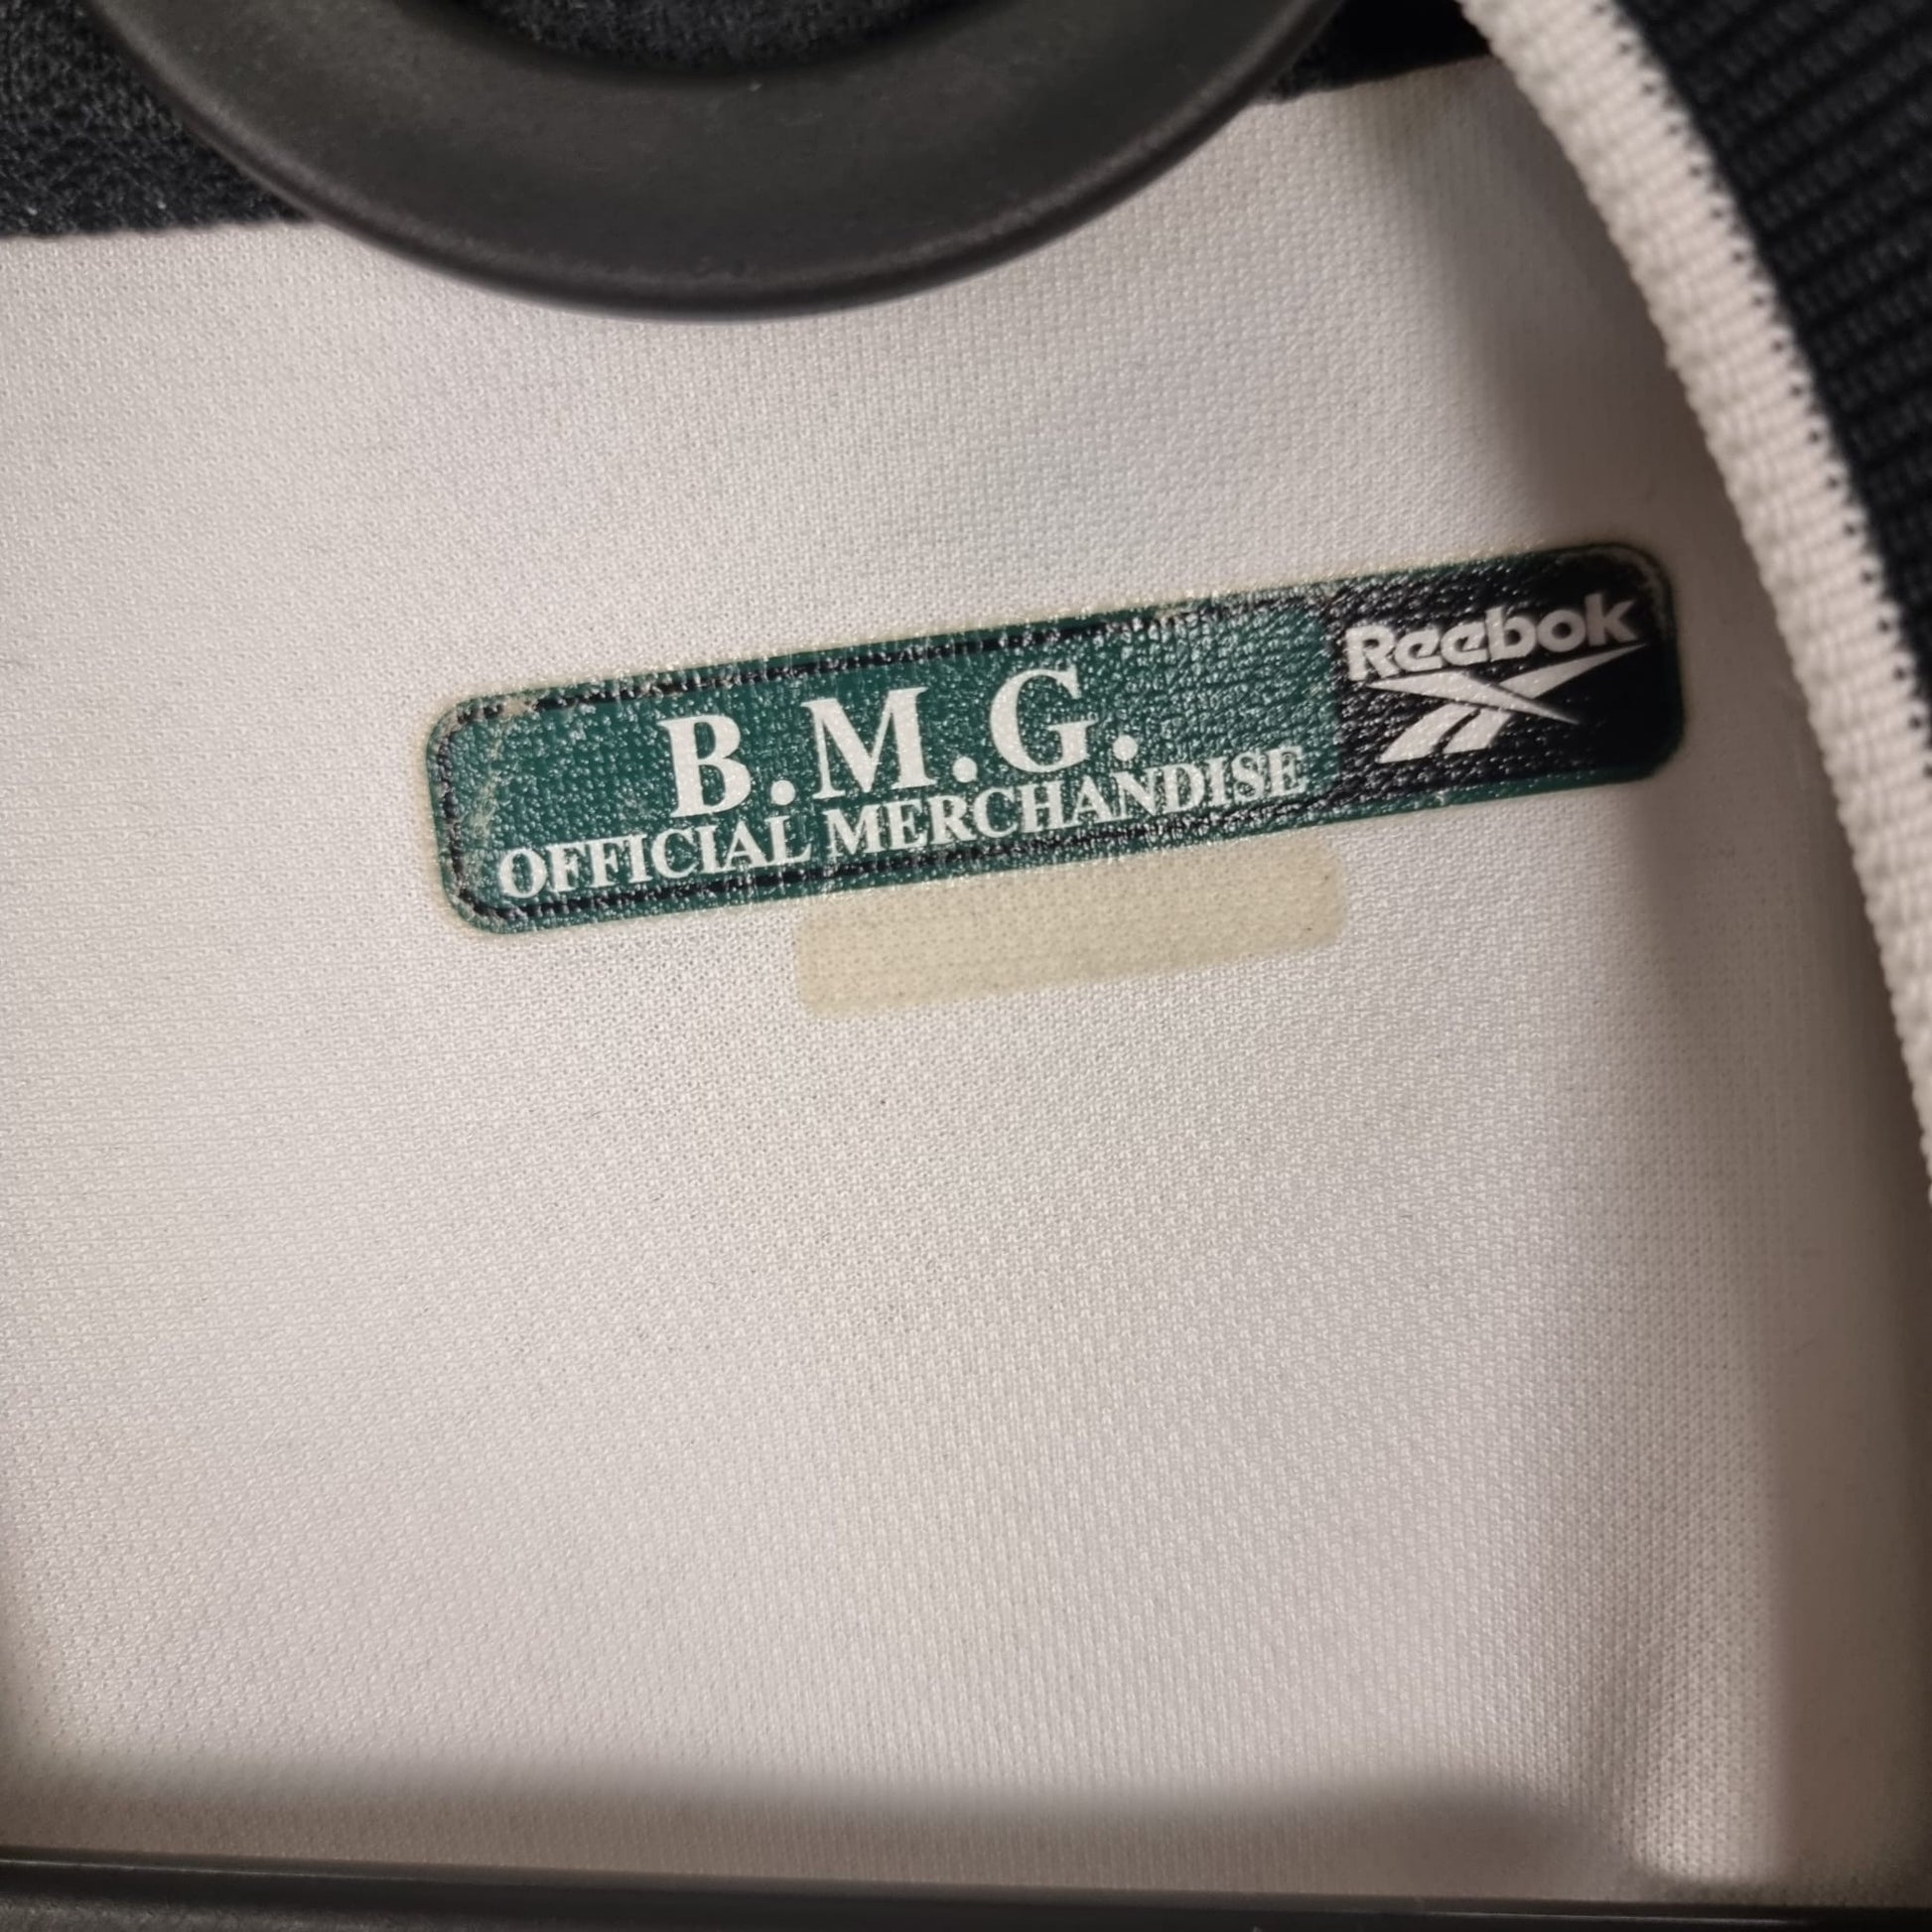 B.M.G.
OFFICIAL MERCHANDISE
Reebok